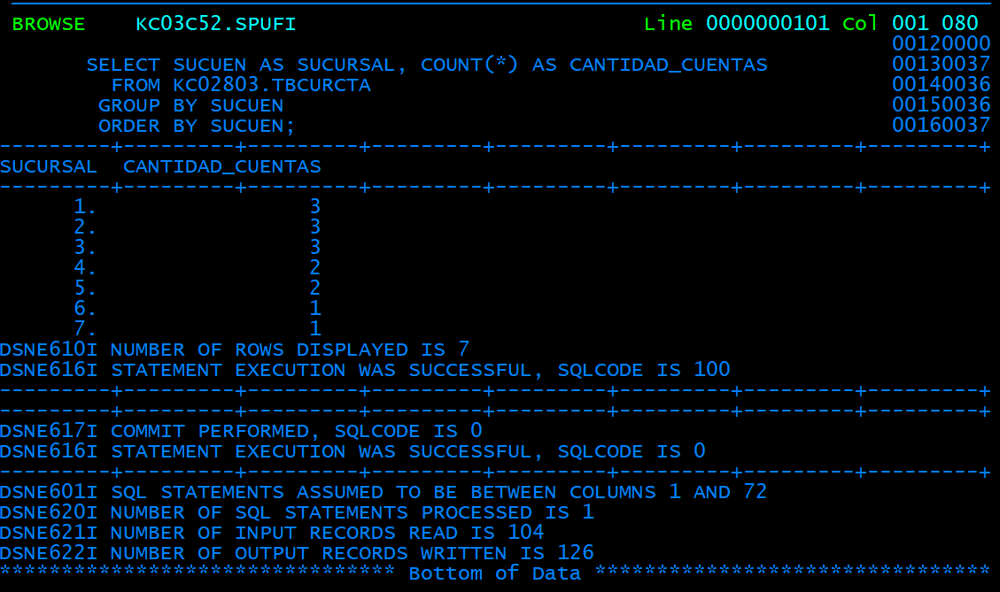 BROWSE    KC03C52.SPUFI                            Line 0000000101 Col 001 080
                                                                        00120000
       SELECT SUCUEN AS SUCURSAL, COUNT(*) AS CANTIDAD_CUENTAS          00130037
         FROM KC02803.TBCURCTA                                          00140036
        GROUP BY SUCUEN                                                 00150036
        ORDER BY SUCUEN;                                                00160037
---------+---------+---------+---------+---------+---------+---------+---------+
SUCURSAL  CANTIDAD_CUENTAS
---------+---------+---------+---------+---------+---------+---------+---------+
      1.                 3
      2.                 3
      3.                 3
      4.                 2
      5.                 2
      6.                 1
      7.                 1
DSNE610I NUMBER OF ROWS DISPLAYED IS 7
DSNE616I STATEMENT EXECUTION WAS SUCCESSFUL, SQLCODE IS 100
---------+---------+---------+---------+---------+---------+---------+---------+
---------+---------+---------+---------+---------+---------+---------+---------+
DSNE617I COMMIT PERFORMED, SQLCODE IS 0
DSNE616I STATEMENT EXECUTION WAS SUCCESSFUL, SQLCODE IS 0
---------+---------+---------+---------+---------+---------+---------+---------+
DSNE601I SQL STATEMENTS ASSUMED TO BE BETWEEN COLUMNS 1 AND 72
DSNE620I NUMBER OF SQL STATEMENTS PROCESSED IS 1
DSNE621I NUMBER OF INPUT RECORDS READ IS 104
DSNE622I NUMBER OF OUTPUT RECORDS WRITTEN IS 126
******************************** Bottom of Data ********************************